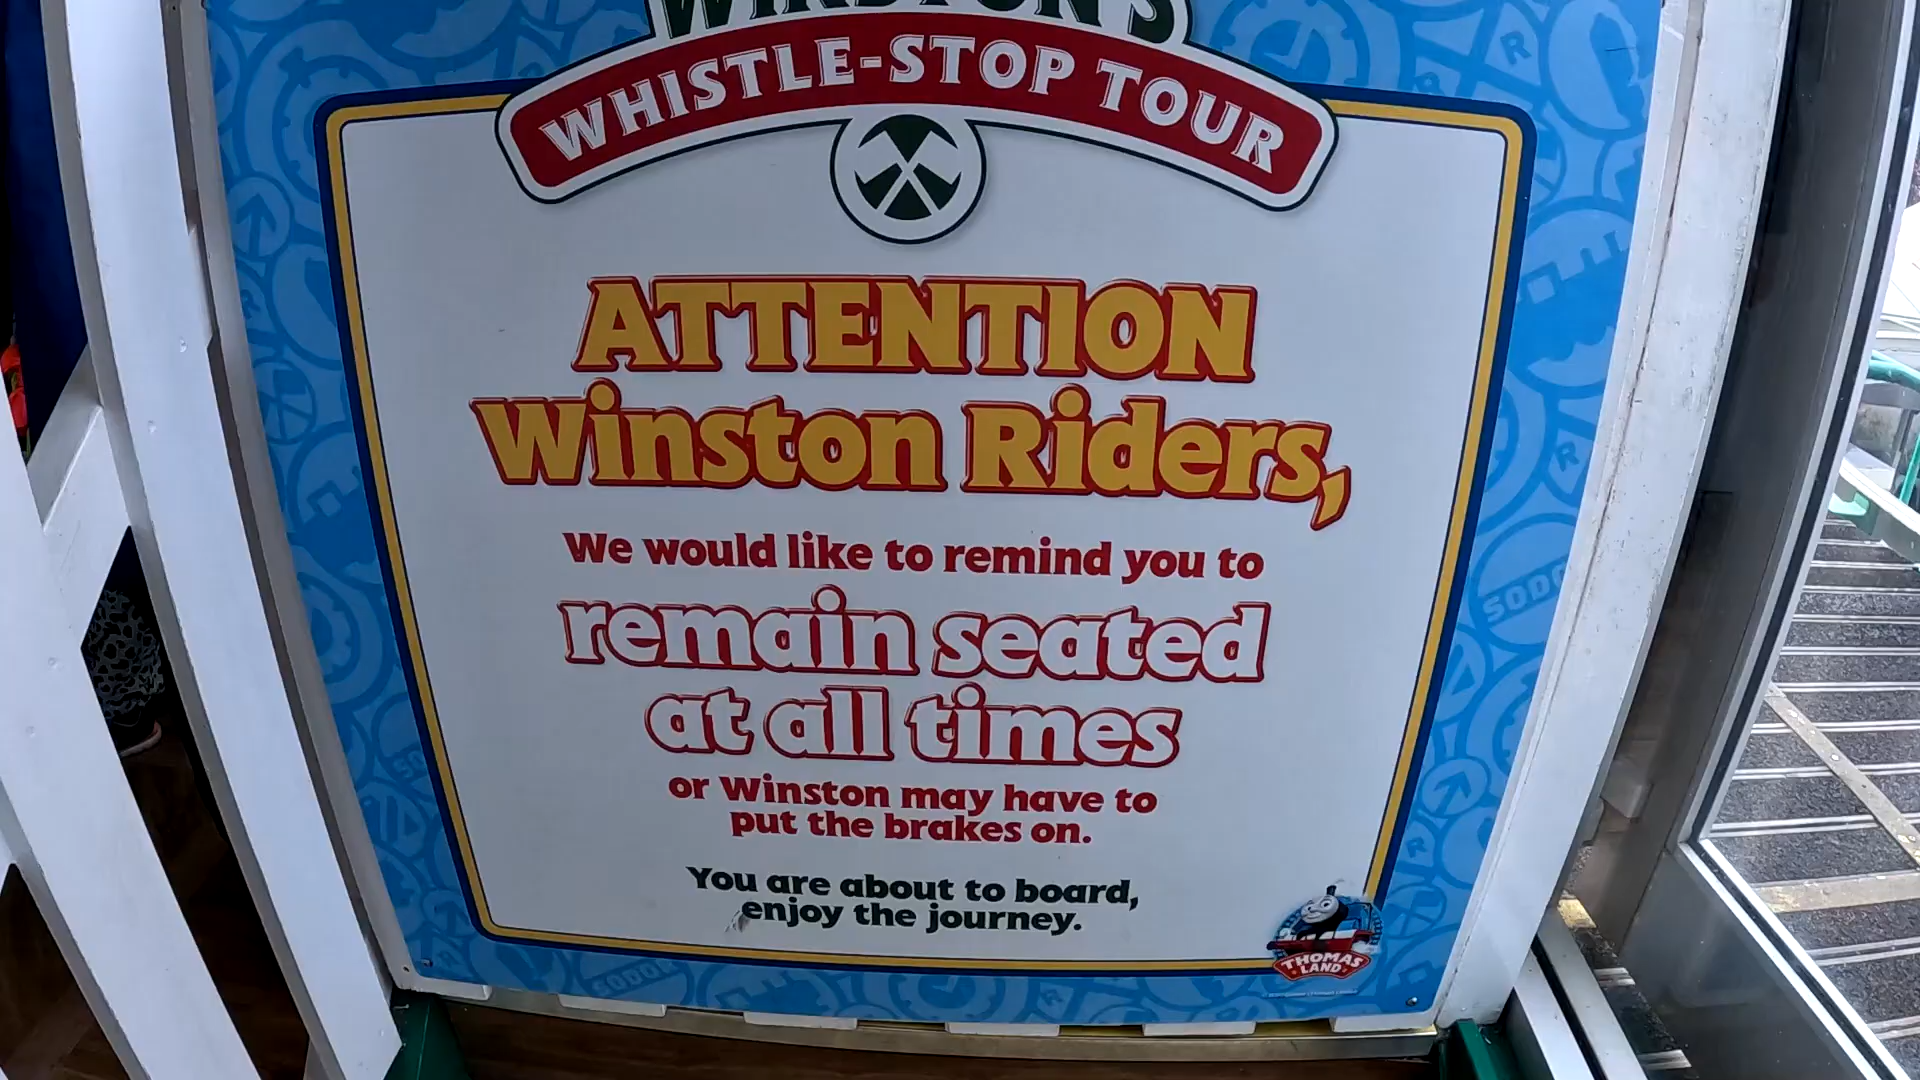 WINSTON'S
WHISTLE-STOP TOUR
ATTENTION
Winston Riders,
We would like to remind you to
remain seated
at all times
or Winston may have to
put the brakes on.
You are about to board,
enjoy the journey.
THOMAS
LAND